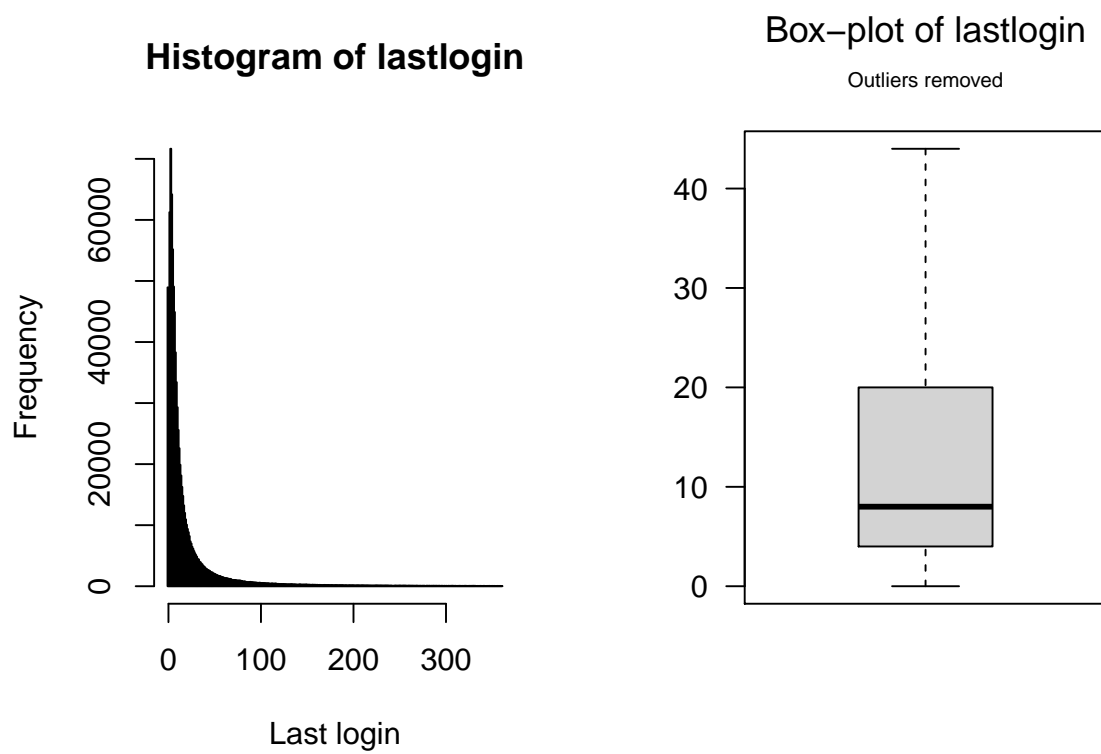 Histogram of lastlogin
Frequency
0
20000
40000
60000
0
100
200
300
Last login
Box−plot of lastlogin
Outliers removed
40
30
20
10
0